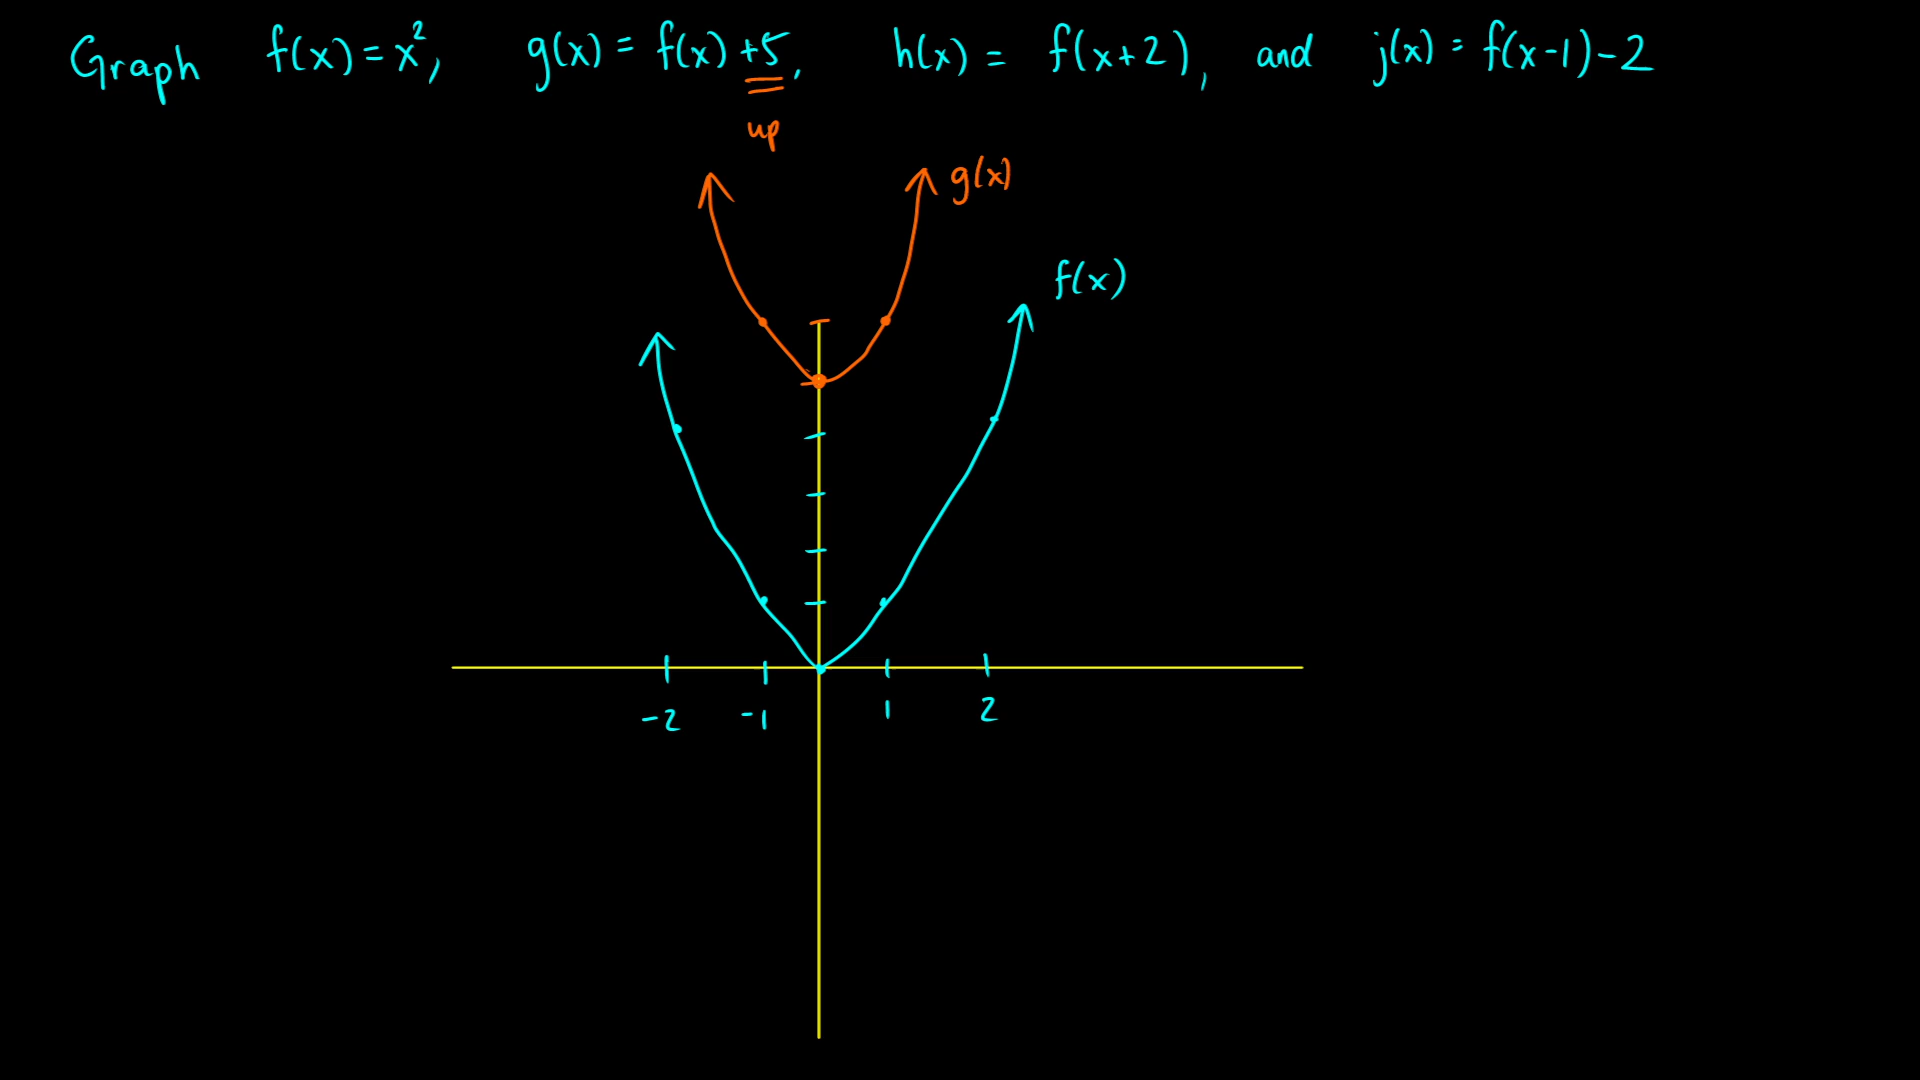 Graph f(x) = x², g(x) = f(x) +5, h(x) = f(x+2), and j(x) = f(x-1)-2
up
g(x)
f(x)
-2 -1 1 2